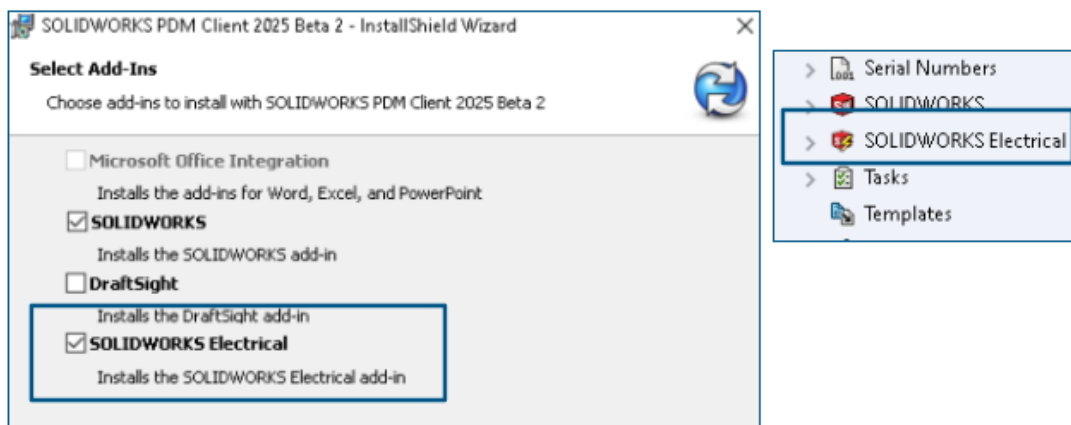 SOLIDWORKS PDM Client 2025 Beta 2 - InstallShield Wizard
Select Add-Ins
Choose add-ins to install with SOLIDWORKS PDM Client 2025 Beta 2
Microsoft Office Integration
Installs the add-ins for Word, Excel, and PowerPoint
SOLIDWORKS
Installs the SOLIDWORKS add-in
DraftSight
Installs the DraftSight add-in
SOLIDWORKS Electrical
Installs the SOLIDWORKS Electrical add-in
Serial Numbers
SOLIDWORKS
SOLIDWORKS Electrical
Tasks
Templates